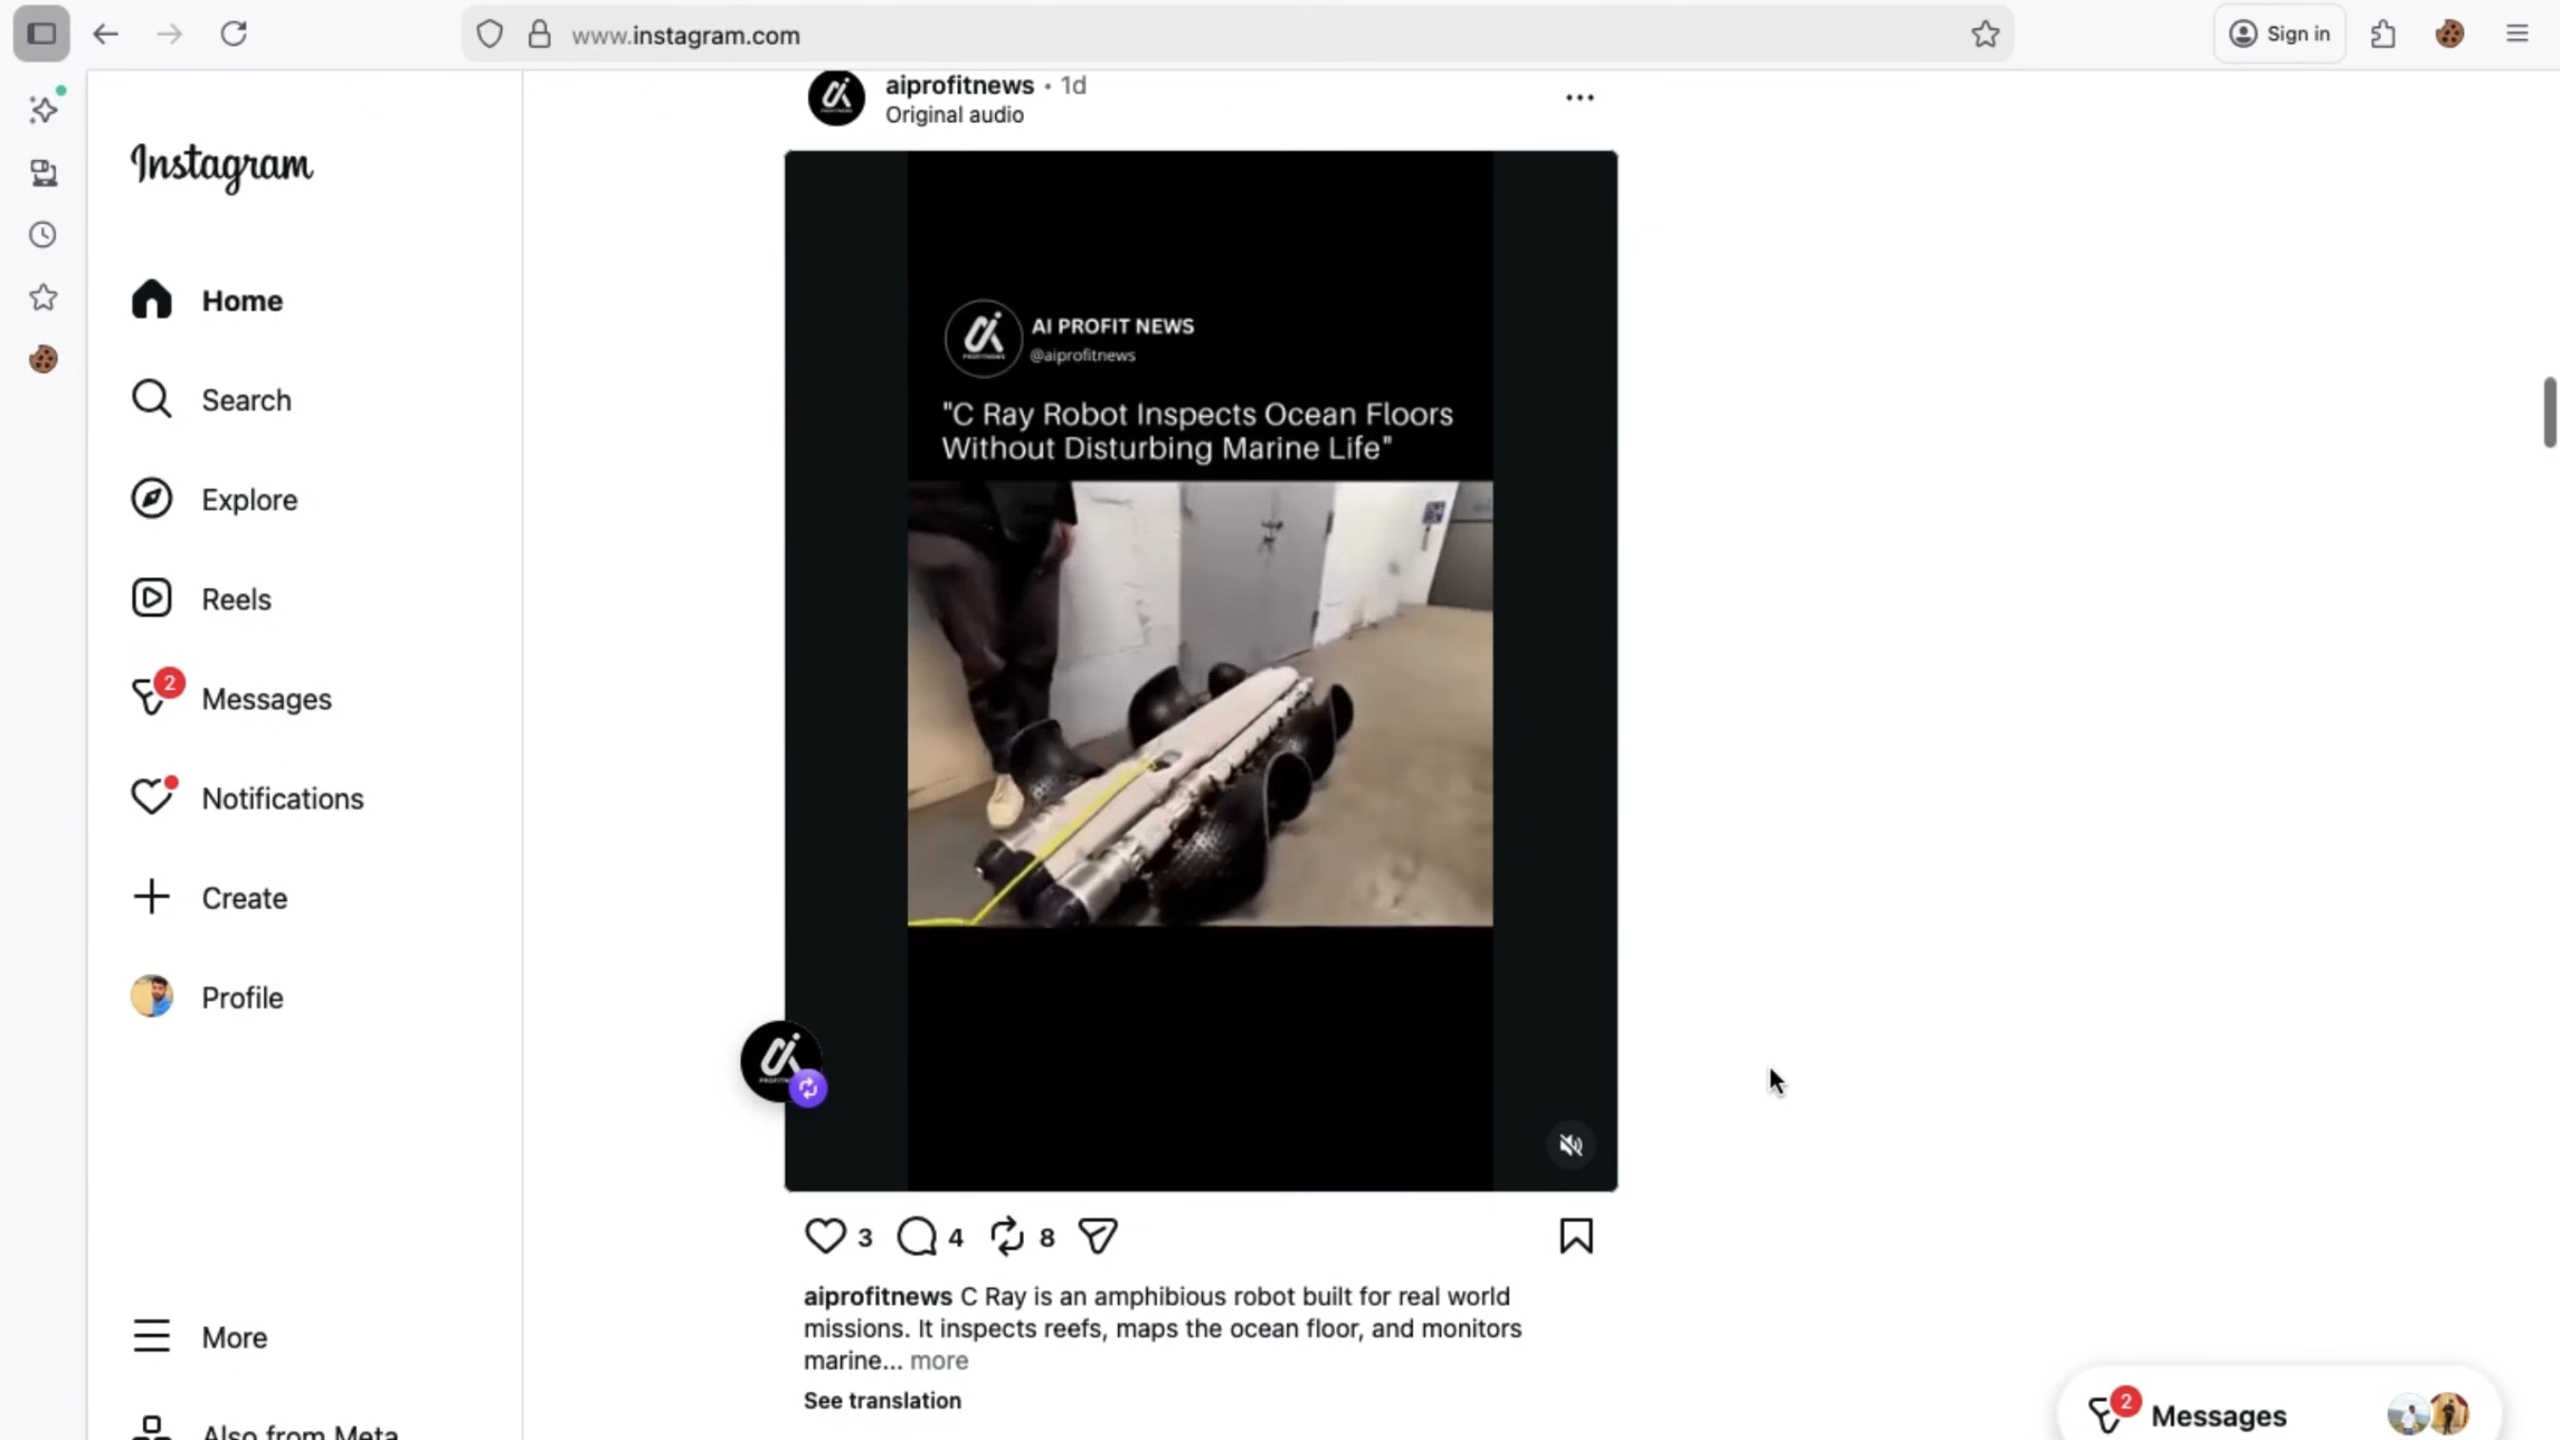 www.instagram.com
Sign in
aiprofitnews • 1d
Original audio
Instagram
Home
Search
Explore
Reels
2
Messages
Notifications
Create
Profile
More
Also from Meta
AI PROFIT NEWS
@aiprofitnews
"C Ray Robot Inspects Ocean Floors
Without Disturbing Marine Life"
3 4 8
aiprofitnews C Ray is an amphibious robot built for real world
missions. It inspects reefs, maps the ocean floor, and monitors
marine... more
See translation
2
Messages